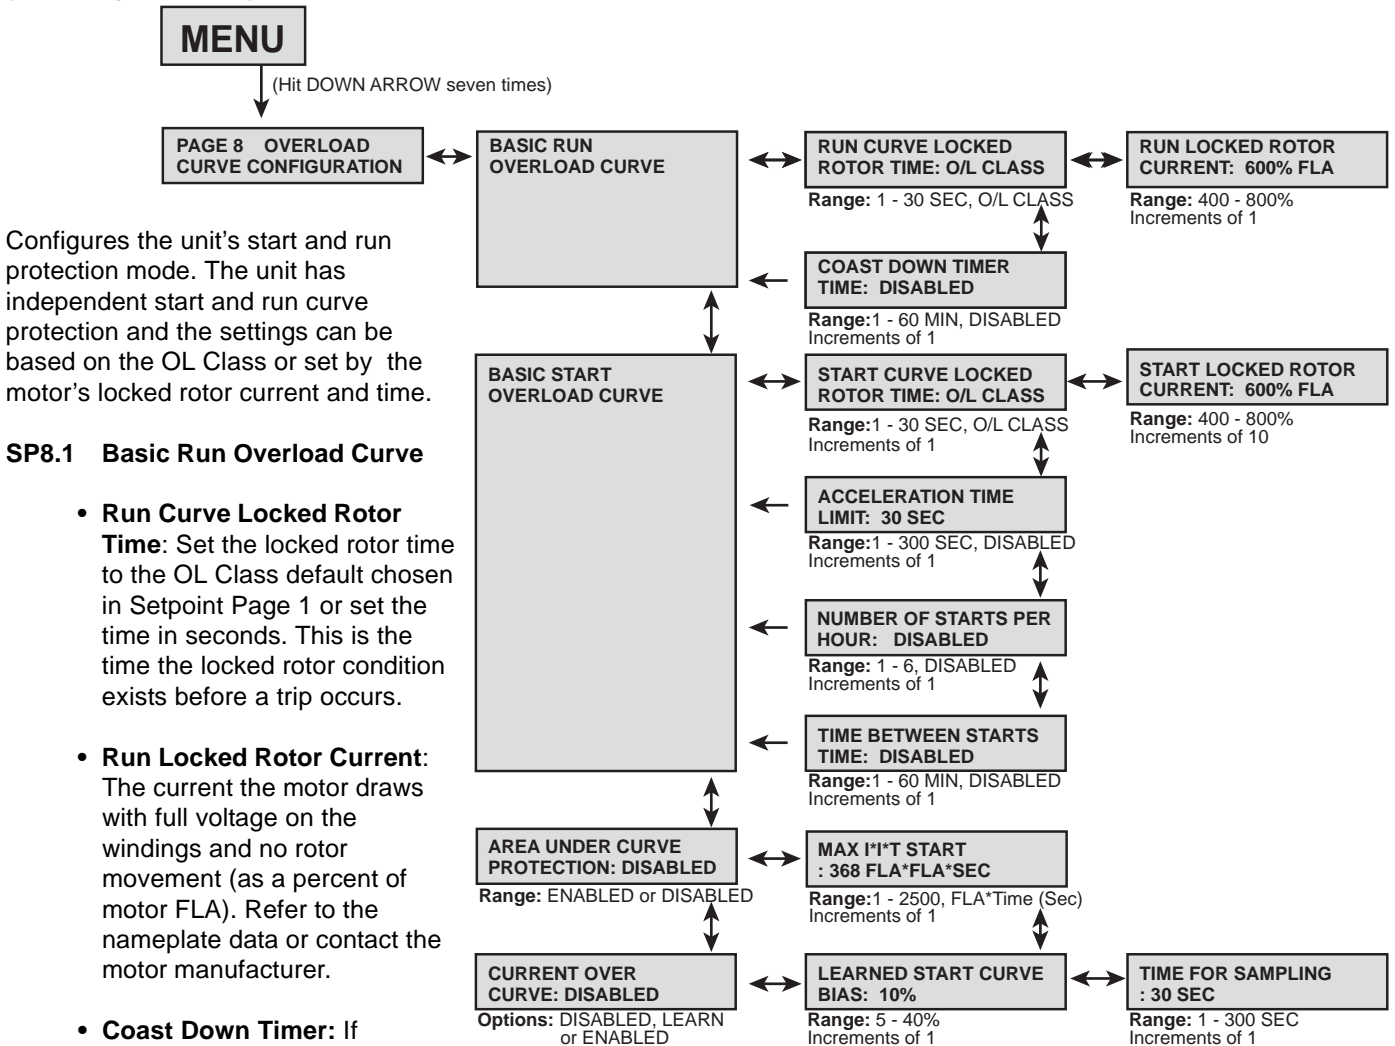 MENU
(Hit DOWN ARROW seven times)
PAGE 8 OVERLOAD
CURVE CONFIGURATION
BASIC RUN
OVERLOAD CURVE
RUN CURVE LOCKED
ROTOR TIME: O/L CLASS
Range: 1 - 30 SEC, O/L CLASS
RUN LOCKED ROTOR
CURRENT: 600% FLA
Range: 400 - 800%
Increments of 1
COAST DOWN TIMER
TIME: DISABLED
Range:1 - 60 MIN, DISABLED
Increments of 1
BASIC START
OVERLOAD CURVE
START CURVE LOCKED
ROTOR TIME: O/L CLASS
Range:1 - 30 SEC, O/L CLASS
Increments of 1
START LOCKED ROTOR
CURRENT: 600% FLA
Range: 400 - 800%
Increments of 10
ACCELERATION TIME
LIMIT: 30 SEC
Range:1 - 300 SEC, DISABLED
Increments of 1
NUMBER OF STARTS PER
HOUR: DISABLED
Range: 1 - 6, DISABLED
Increments of 1
TIME BETWEEN STARTS
TIME: DISABLED
Range:1 - 60 MIN, DISABLED
Increments of 1
AREA UNDER CURVE
PROTECTION: DISABLED
Range: ENABLED or DISABLED
MAX I*I*T START
: 368 FLA*FLA*SEC
Range:1 - 2500, FLA*Time (Sec)
Increments of 1
CURRENT OVER
CURVE: DISABLED
Options: DISABLED, LEARN
or ENABLED
LEARNED START CURVE
BIAS: 10%
Range: 5 - 40%
Increments of 1
TIME FOR SAMPLING
: 30 SEC
Range: 1 - 300 SEC
Increments of 1
Configures the unit's start and run
protection mode. The unit has
independent start and run curve
protection and the settings can be
based on the OL Class or set by the
motor's locked rotor current and time.
SP8.1 Basic Run Overload Curve
• Run Curve Locked Rotor
Time: Set the locked rotor time
to the OL Class default chosen
in Setpoint Page 1 or set the
time in seconds. This is the
time the locked rotor condition
exists before a trip occurs.
• Run Locked Rotor Current:
The current the motor draws
with full voltage on the
windings and no rotor
movement (as a percent of
motor FLA). Refer to the
nameplate data or contact the
motor manufacturer.
• Coast Down Timer: If